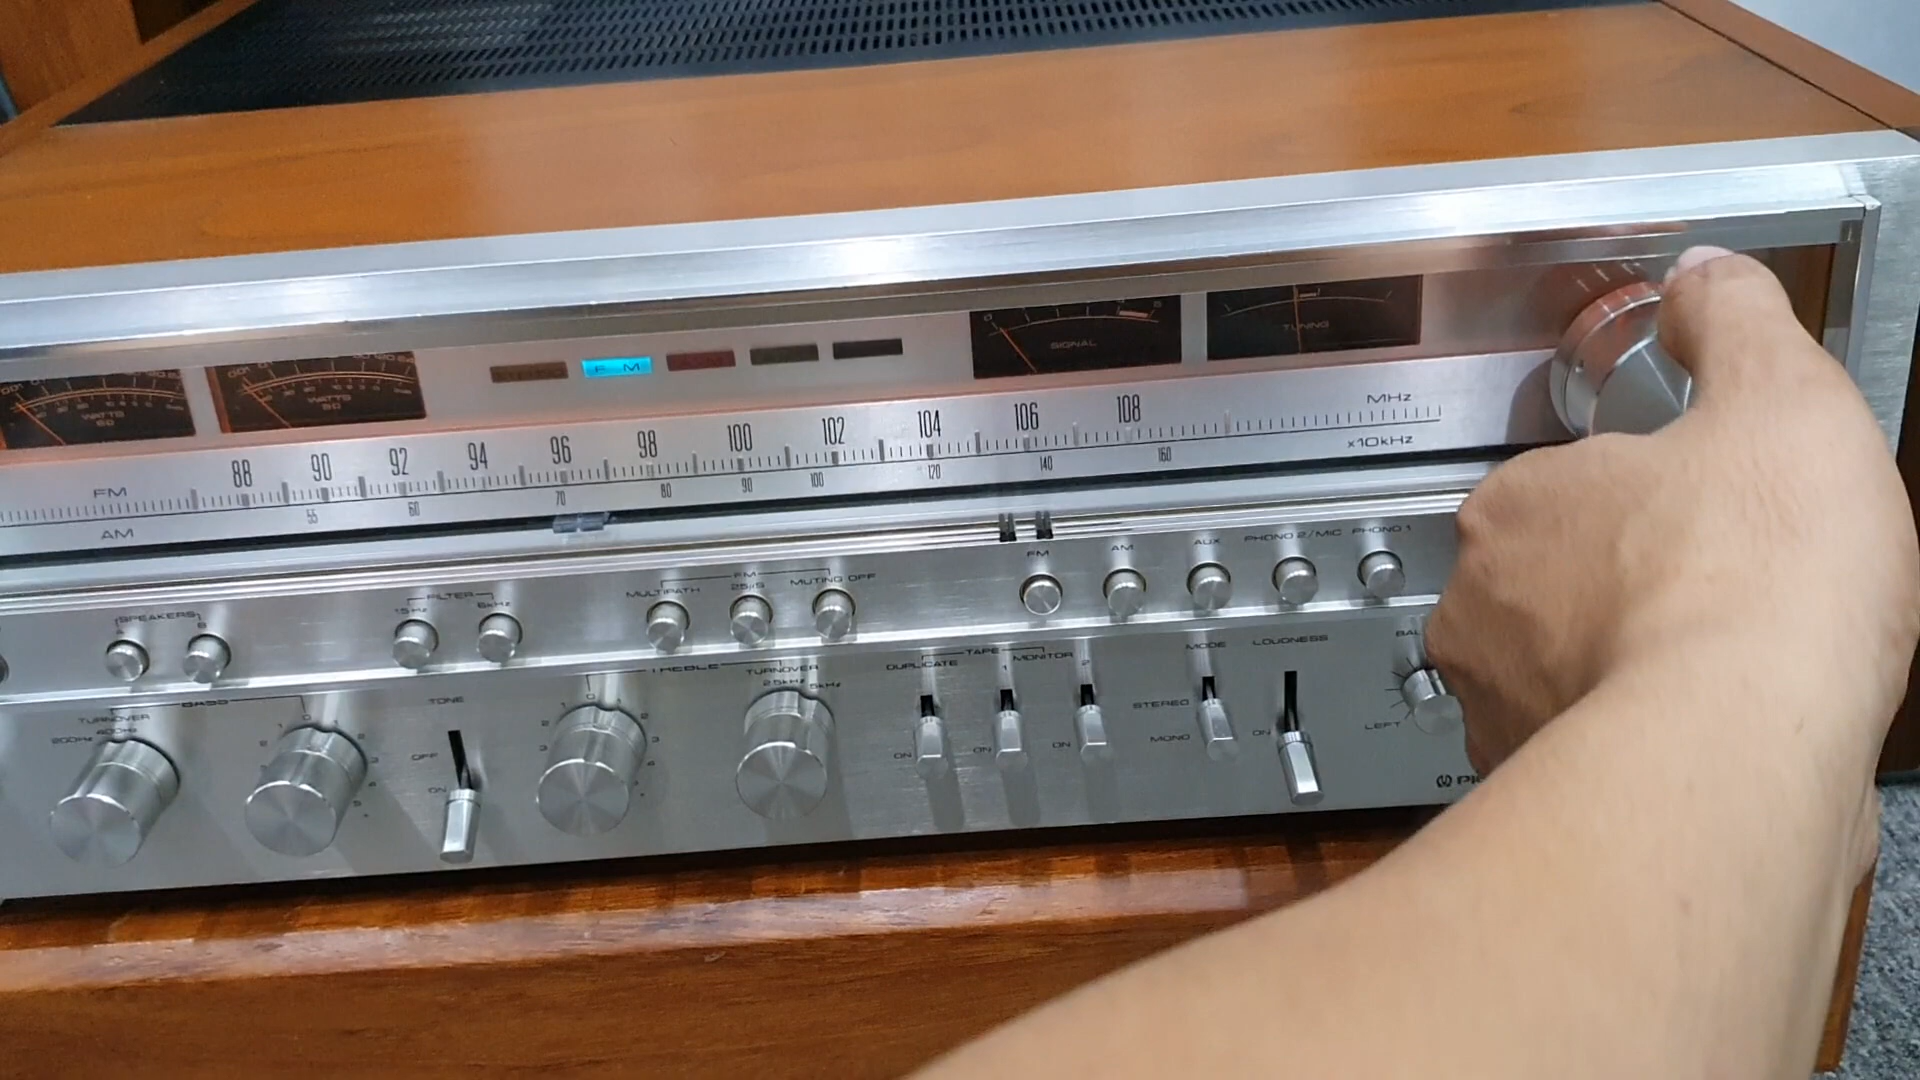 WATTS
WATTS
F M
SIGNAL
TUNING
FM 88 90 92 94 96 98 100 102 104 106 108 MHz
AM 55 60 70 80 90 100 120 140 160 x10kHz
SPEAKERS
A B
FILTER
15Hz 6kHz
FM
MULTIPATH 25µS MUTING OFF
FM AM AUX PHONO 2/MIC PHONO 1
BASS
TURNOVER
200Hz 400Hz
TONE
OFF
ON
TREBLE
TURNOVER
2.5kHz 5kHz
TAPE
DUPLICATE 1 MONITOR 2
ON ON ON
MODE
STEREO
MONO
LOUDNESS
ON
LEFT